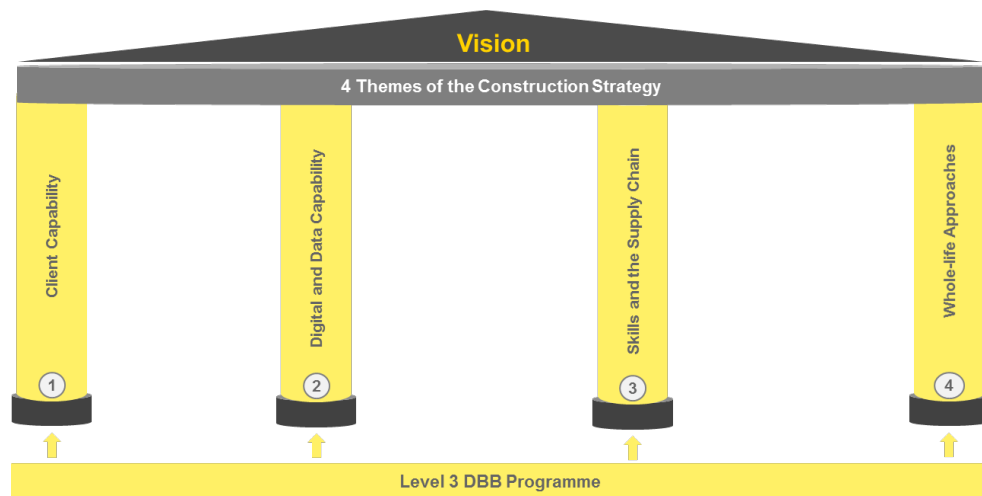 Vision
4 Themes of the Construction Strategy
Client Capability
1
Digital and Data Capability
2
Skills and the Supply Chain
3
Whole-life Approaches
4
Level 3 DBB Programme